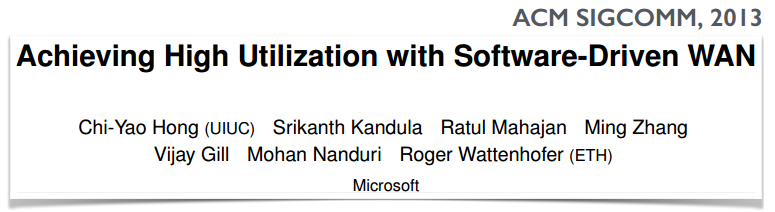 ACM SIGCOMM, 2013
Achieving High Utilization with Software-Driven WAN
Chi-Yao Hong (UIUC) Srikanth Kandula Ratul Mahajan Ming Zhang
Vijay Gill Mohan Nanduri Roger Wattenhofer (ETH)
Microsoft